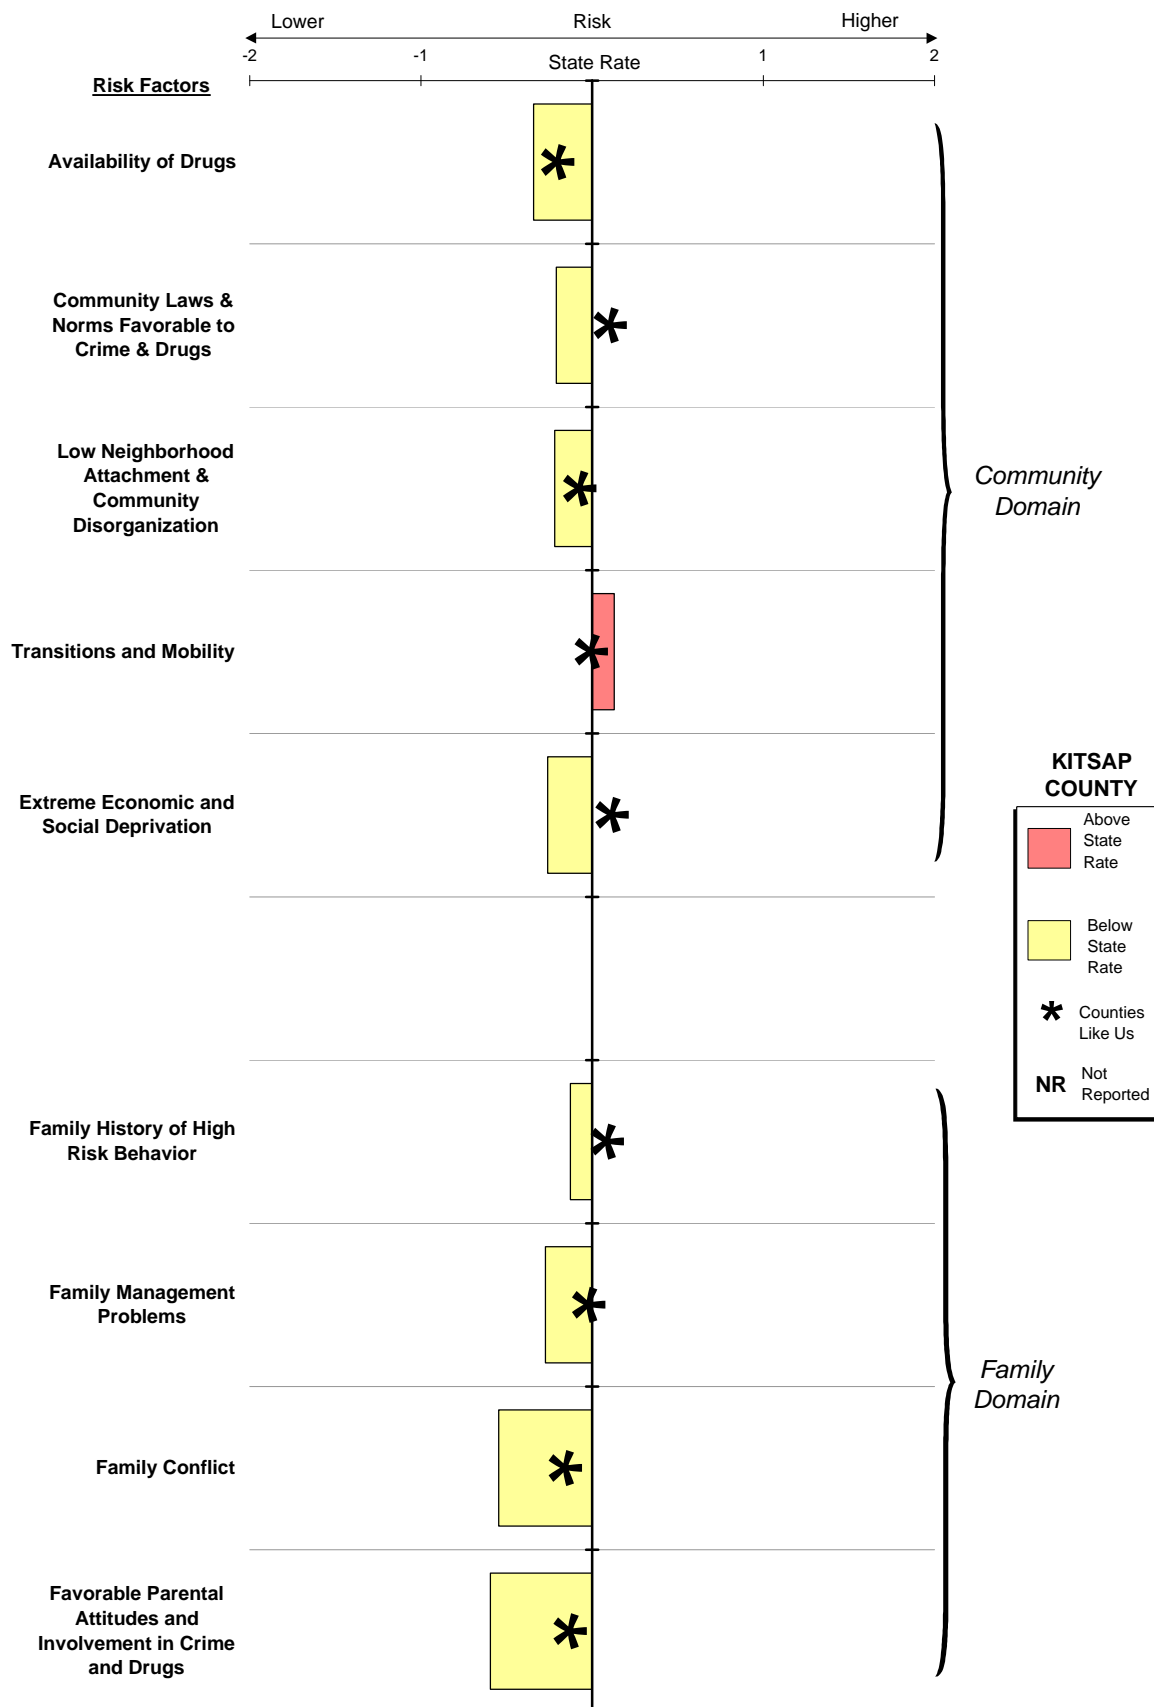 Lower Risk Higher
-2 -1 State Rate 1 2
Risk Factors
Availability of Drugs
Community Laws &
Norms Favorable to
Crime & Drugs
Low Neighborhood
Attachment &
Community
Disorganization
Transitions and Mobility
Extreme Economic and
Social Deprivation
Community
Domain
Family History of High
Risk Behavior
Family Management
Problems
Family Conflict
Favorable Parental
Attitudes and
Involvement in Crime
and Drugs
Family
Domain
KITSAP
COUNTY
Above
State
Rate
Below
State
Rate
* Counties
Like Us
NR Not
Reported